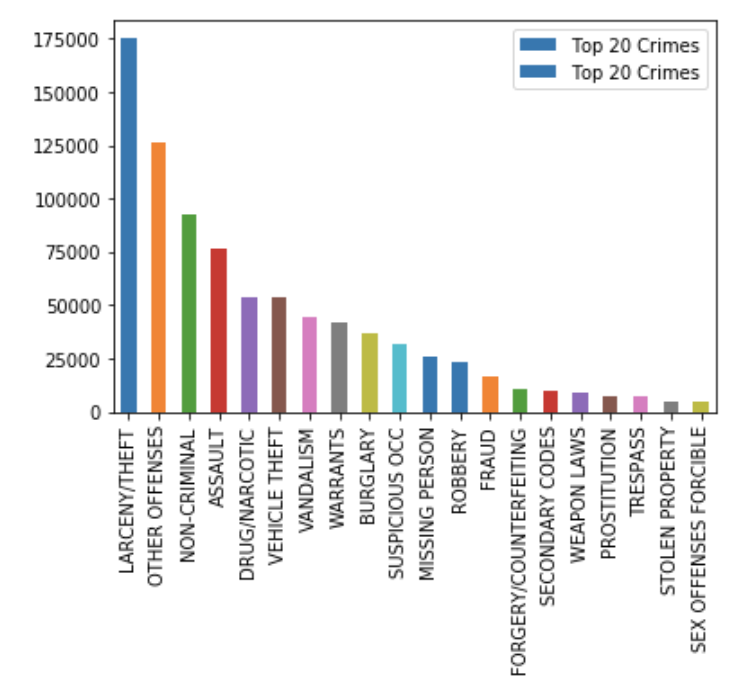 175000
150000
125000
100000
75000
50000
25000
0
Top 20 Crimes
Top 20 Crimes
LARCENY/THEFT
OTHER OFFENSES
NON-CRIMINAL
ASSAULT
DRUG/NARCOTIC
VEHICLE THEFT
VANDALISM
WARRANTS
BURGLARY
SUSPICIOUS OCC
MISSING PERSON
ROBBERY
FRAUD
FORGERY/COUNTERFEITING
SECONDARY CODES
WEAPON LAWS
PROSTITUTION
TRESPASS
STOLEN PROPERTY
SEX OFFENSES FORCIBLE